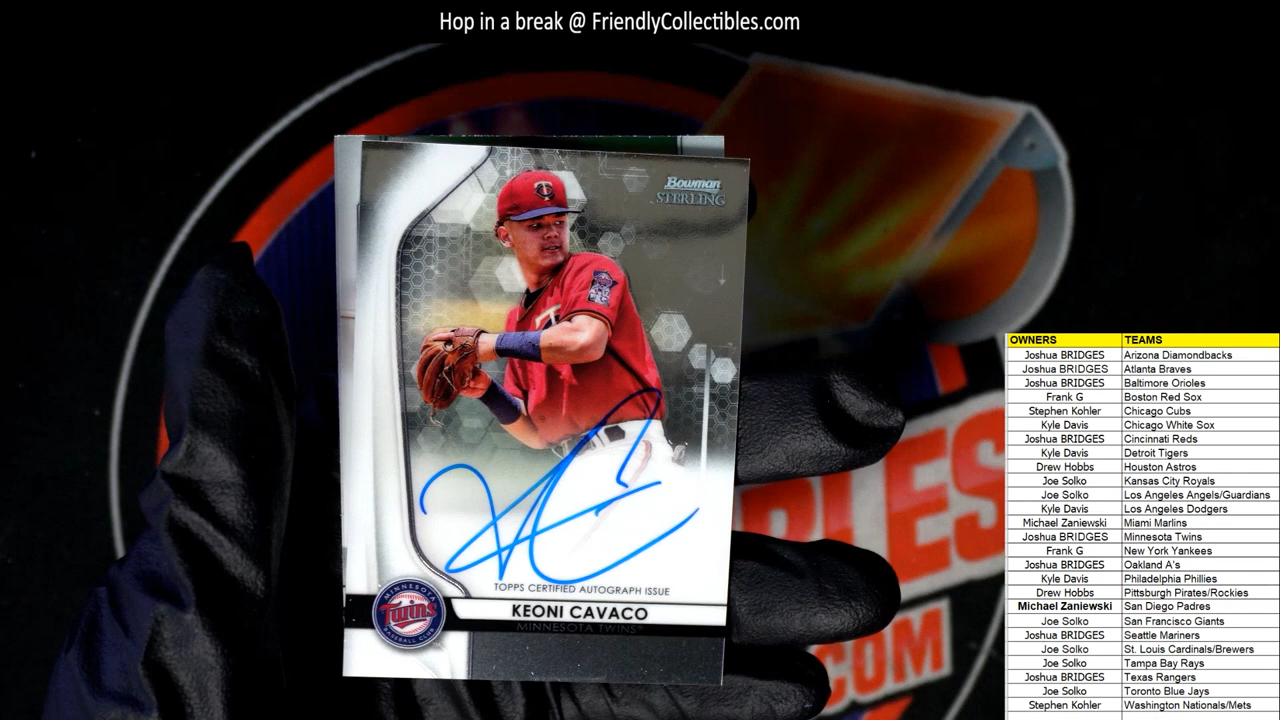 Hop in a break @ FriendlyCollectibles.com
Bowman
STERLING
TOPPS CERTIFIED AUTOGRAPH ISSUE
KEONI CAVACO
MINNESOTA TWINS
MINNESOTA
Twins
BASEBALL CLUB
.COM
OWNERS TEAMS
Joshua BRIDGES Arizona Diamondbacks
Joshua BRIDGES Atlanta Braves
Joshua BRIDGES Baltimore Orioles
Frank G Boston Red Sox
Stephen Kohler Chicago Cubs
Kyle Davis Chicago White Sox
Joshua BRIDGES Cincinnati Reds
Kyle Davis Detroit Tigers
Drew Hobbs Houston Astros
Joe Solko Kansas City Royals
Joe Solko Los Angeles Angels/Guardians
Kyle Davis Los Angeles Dodgers
Michael Zaniewski Miami Marlins
Joshua BRIDGES Minnesota Twins
Frank G New York Yankees
Joshua BRIDGES Oakland A's
Kyle Davis Philadelphia Phillies
Drew Hobbs Pittsburgh Pirates/Rockies
Michael Zaniewski San Diego Padres
Joe Solko San Francisco Giants
Joshua BRIDGES Seattle Mariners
Joe Solko St. Louis Cardinals/Brewers
Joe Solko Tampa Bay Rays
Joshua BRIDGES Texas Rangers
Joe Solko Toronto Blue Jays
Stephen Kohler Washington Nationals/Mets